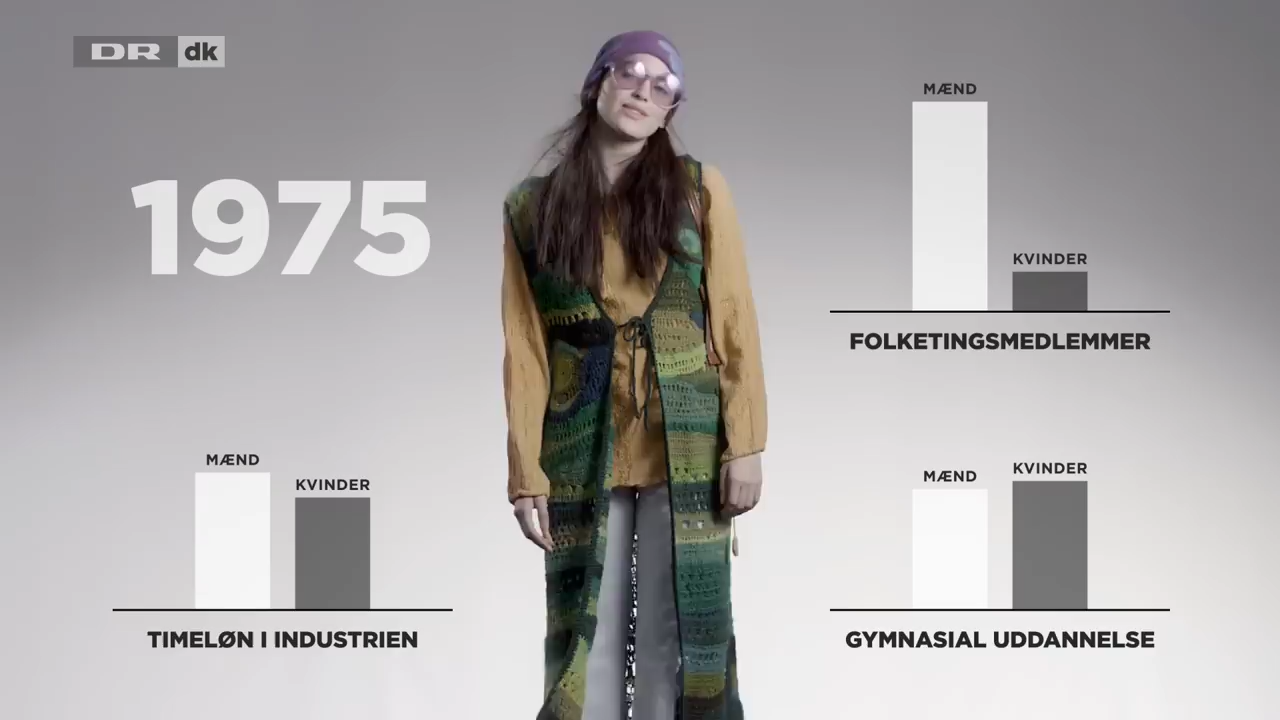 DR dk
1975
MÆND
KVINDER
FOLKETINGSMEDLEMMER
MÆND
KVINDER
TIMELØN I INDUSTRIEN
MÆND
KVINDER
GYMNASIAL UDDANNELSE